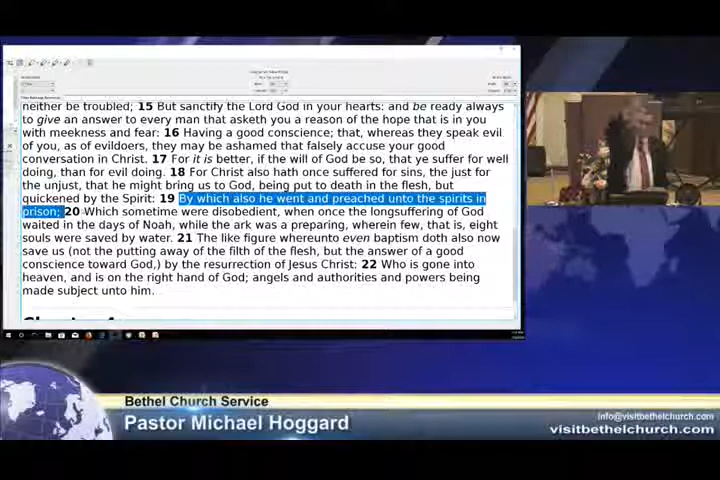 neither be troubled; 15 But sanctify the Lord God in your hearts: and be ready always
to give an answer to every man that asketh you a reason of the hope that is in you
with meekness and fear: 16 Having a good conscience; that, whereas they speak evil
of you, as of evildoers, they may be ashamed that falsely accuse your good
conversation in Christ. 17 For it is better, if the will of God be so, that ye suffer for well
doing, than for evil doing. 18 For Christ also hath once suffered for sins, the just for
the unjust, that he might bring us to God, being put to death in the flesh, but
quickened by the Spirit: 19 By which also he went and preached unto the spirits in
prison; 20 Which sometime were disobedient, when once the longsuffering of God
waited in the days of Noah, while the ark was a preparing, wherein few, that is, eight
souls were saved by water. 21 The like figure whereunto even baptism doth also now
save us (not the putting away of the filth of the flesh, but the answer of a good
conscience toward God,) by the resurrection of Jesus Christ: 22 Who is gone into
heaven, and is on the right hand of God; angels and authorities and powers being
made subject unto him.
Bethel Church Service
Pastor Michael Hoggard
info@visitbethelchurch.com
visitbethelchurch.com